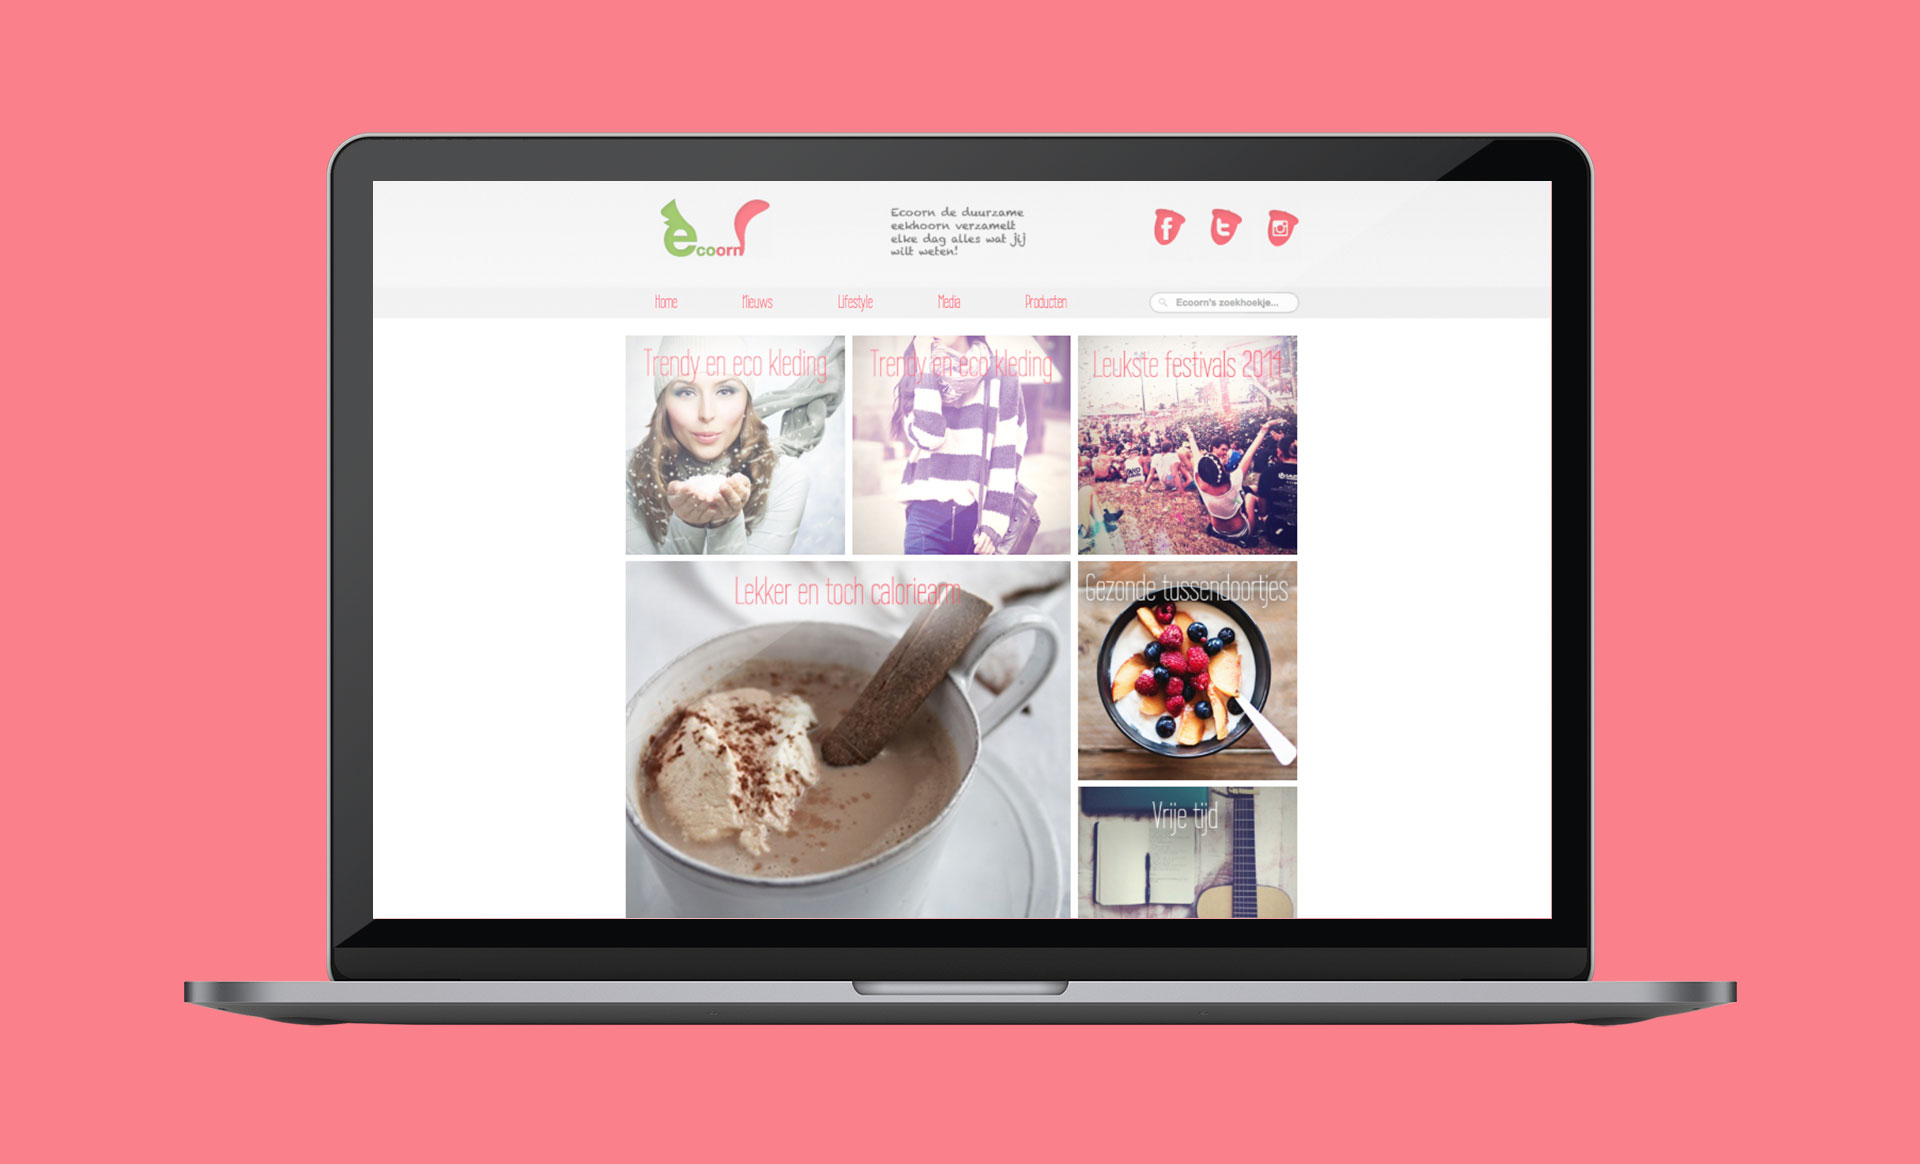 ecoorn
Ecoorn de duurzame
eekhoorn verzamelt
elke dag alles wat jij
wilt weten!
Home Nieuws Lifestyle Media Producten
Ecoorn's zoekhoekje...
Trendy en eco kleding
Trendy en eco kleding
Leukste festivals 2011
Lekker en toch caloriearm
Gezonde tussendoortjes
Vrije tijd